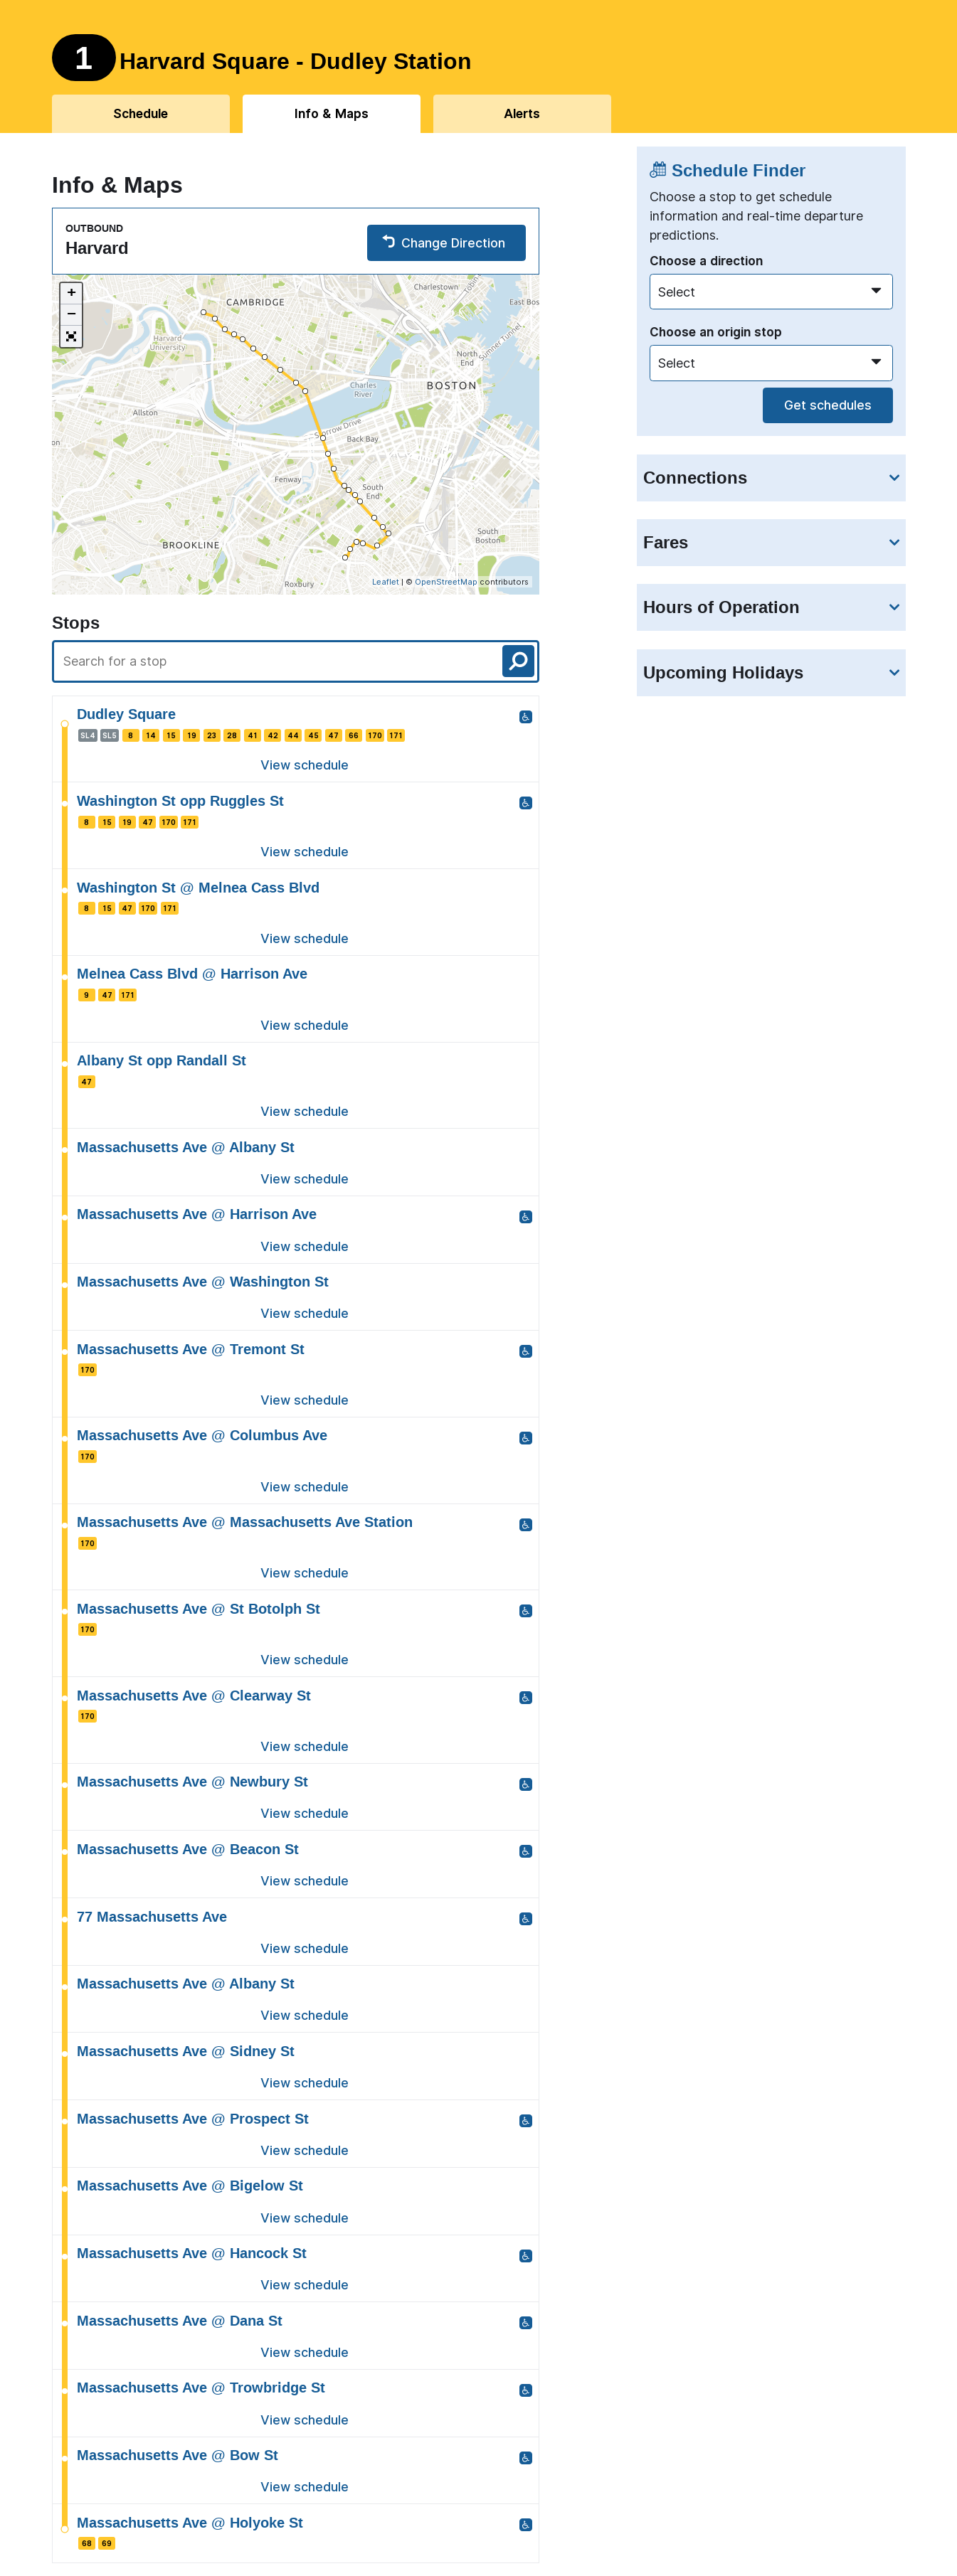 1 Harvard Square - Dudley Station
Schedule
Info & Maps
Alerts
Info & Maps
OUTBOUND
Harvard
Change Direction
+
−
CAMBRIDGE
Charlestown
East Bos
Harvard
University
North
End
Sumner Tunnel
Charles
River
BOSTON
Allston
Storrow Drive
Back Bay
Fenway
South
End
South
Boston
BROOKLINE
Roxbury
Leaflet | © OpenStreetMap contributors
Stops
Search for a stop
Dudley Square
SL4 SL5 8 14 15 19 23 28 41 42 44 45 47 66 170 171
View schedule
Washington St opp Ruggles St
8 15 19 47 170 171
View schedule
Washington St @ Melnea Cass Blvd
8 15 47 170 171
View schedule
Melnea Cass Blvd @ Harrison Ave
9 47 171
View schedule
Albany St opp Randall St
47
View schedule
Massachusetts Ave @ Albany St
View schedule
Massachusetts Ave @ Harrison Ave
View schedule
Massachusetts Ave @ Washington St
View schedule
Massachusetts Ave @ Tremont St
170
View schedule
Massachusetts Ave @ Columbus Ave
170
View schedule
Massachusetts Ave @ Massachusetts Ave Station
170
View schedule
Massachusetts Ave @ St Botolph St
170
View schedule
Massachusetts Ave @ Clearway St
170
View schedule
Massachusetts Ave @ Newbury St
View schedule
Massachusetts Ave @ Beacon St
View schedule
77 Massachusetts Ave
View schedule
Massachusetts Ave @ Albany St
View schedule
Massachusetts Ave @ Sidney St
View schedule
Massachusetts Ave @ Prospect St
View schedule
Massachusetts Ave @ Bigelow St
View schedule
Massachusetts Ave @ Hancock St
View schedule
Massachusetts Ave @ Dana St
View schedule
Massachusetts Ave @ Trowbridge St
View schedule
Massachusetts Ave @ Bow St
View schedule
Massachusetts Ave @ Holyoke St
68 69
Schedule Finder
Choose a stop to get schedule
information and real-time departure
predictions.
Choose a direction
Select
Choose an origin stop
Select
Get schedules
Connections
Fares
Hours of Operation
Upcoming Holidays